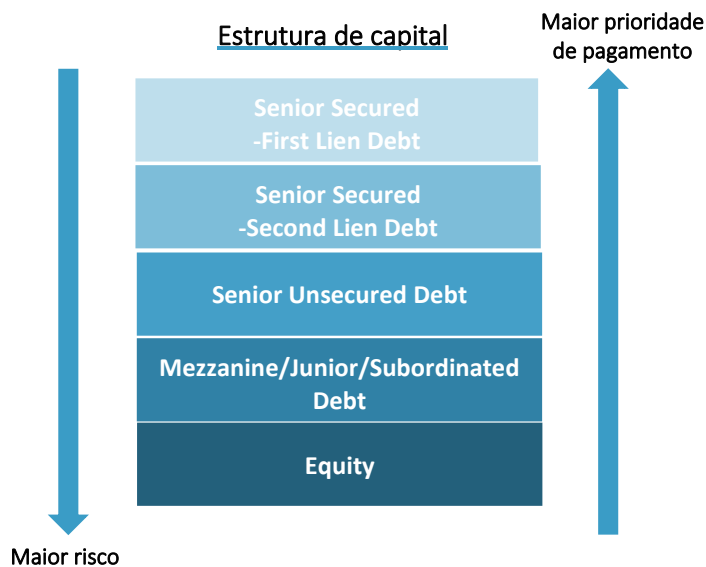 Estrutura de capital
Maior prioridade
de pagamento
Senior Secured
-First Lien Debt
Senior Secured
-Second Lien Debt
Senior Unsecured Debt
Mezzanine/Junior/Subordinated
Debt
Equity
Maior risco